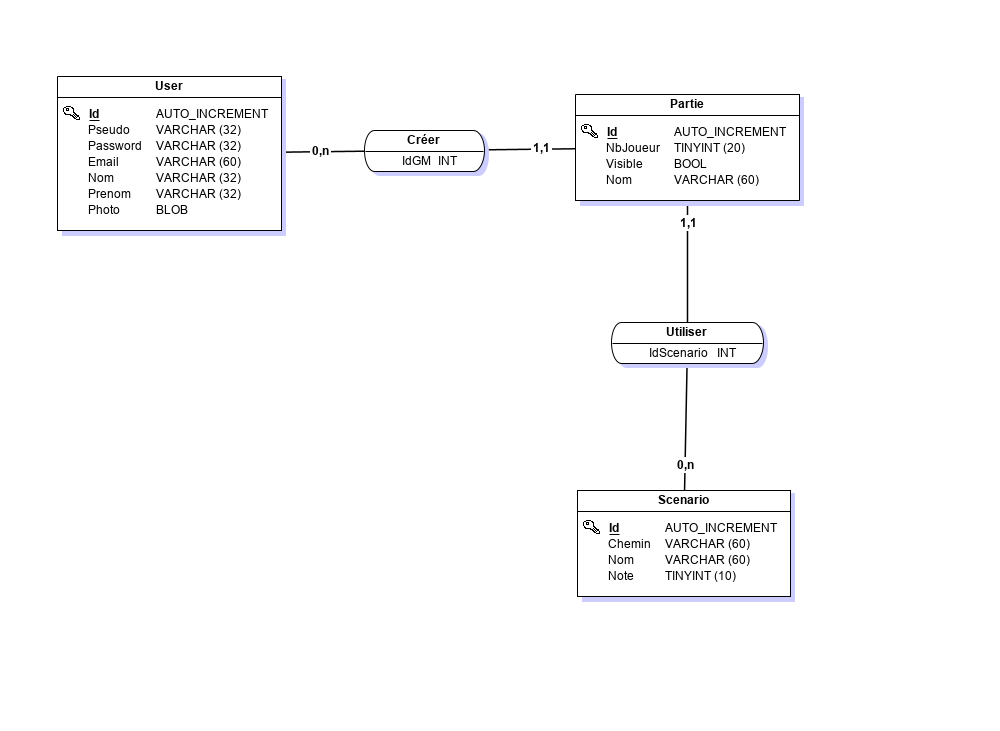 User
Id AUTO_INCREMENT
Pseudo VARCHAR (32)
Password VARCHAR (32)
Email VARCHAR (60)
Nom VARCHAR (32)
Prenom VARCHAR (32)
Photo BLOB
0,n
Créer
IdGM INT
1,1
Partie
Id AUTO_INCREMENT
NbJoueur TINYINT (20)
Visible BOOL
Nom VARCHAR (60)
1,1
Utiliser
IdScenario INT
0,n
Scenario
Id AUTO_INCREMENT
Chemin VARCHAR (60)
Nom VARCHAR (60)
Note TINYINT (10)